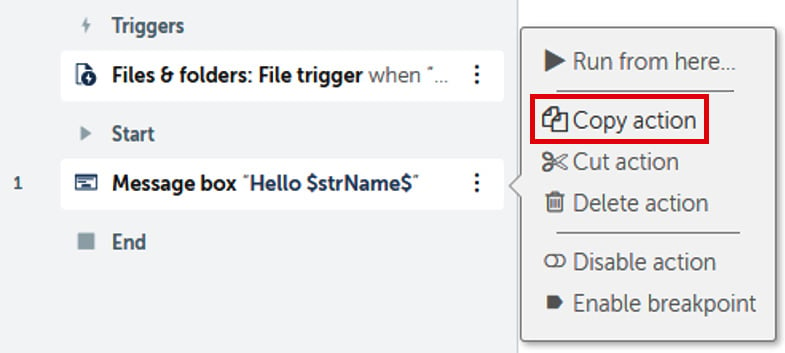 Triggers
Files & folders: File trigger when “...
Start
1
Message box “Hello $strName$”
End
Run from here...
Copy action
Cut action
Delete action
Disable action
Enable breakpoint